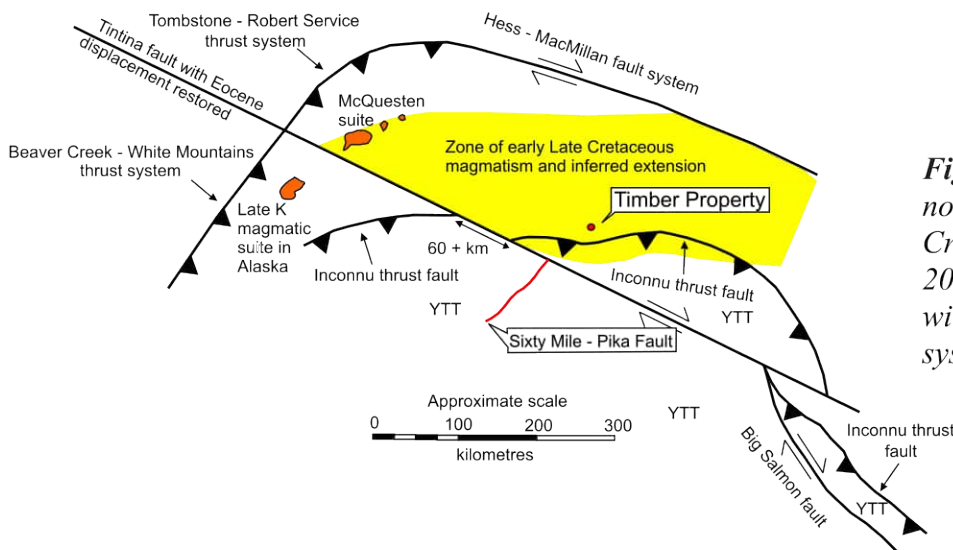 Tombstone - Robert Service
thrust system
Hess - MacMillan fault system
Tintina fault with Eocene
displacement restored
McQuesten
suite
Beaver Creek - White Mountains
thrust system
Zone of early Late Cretaceous
magmatism and inferred extension
Timber Property
Late K
magmatic
suite in
Alaska
60 + km
Inconnu thrust fault
Inconnu thrust fault
YTT
YTT
Sixty Mile - Pika Fault
Approximate scale
0 100 200 300
kilometres
YTT
Big Salmon fault
Inconnu thrust
fault
YTT
Fig
no
Cr
20
wi
sys